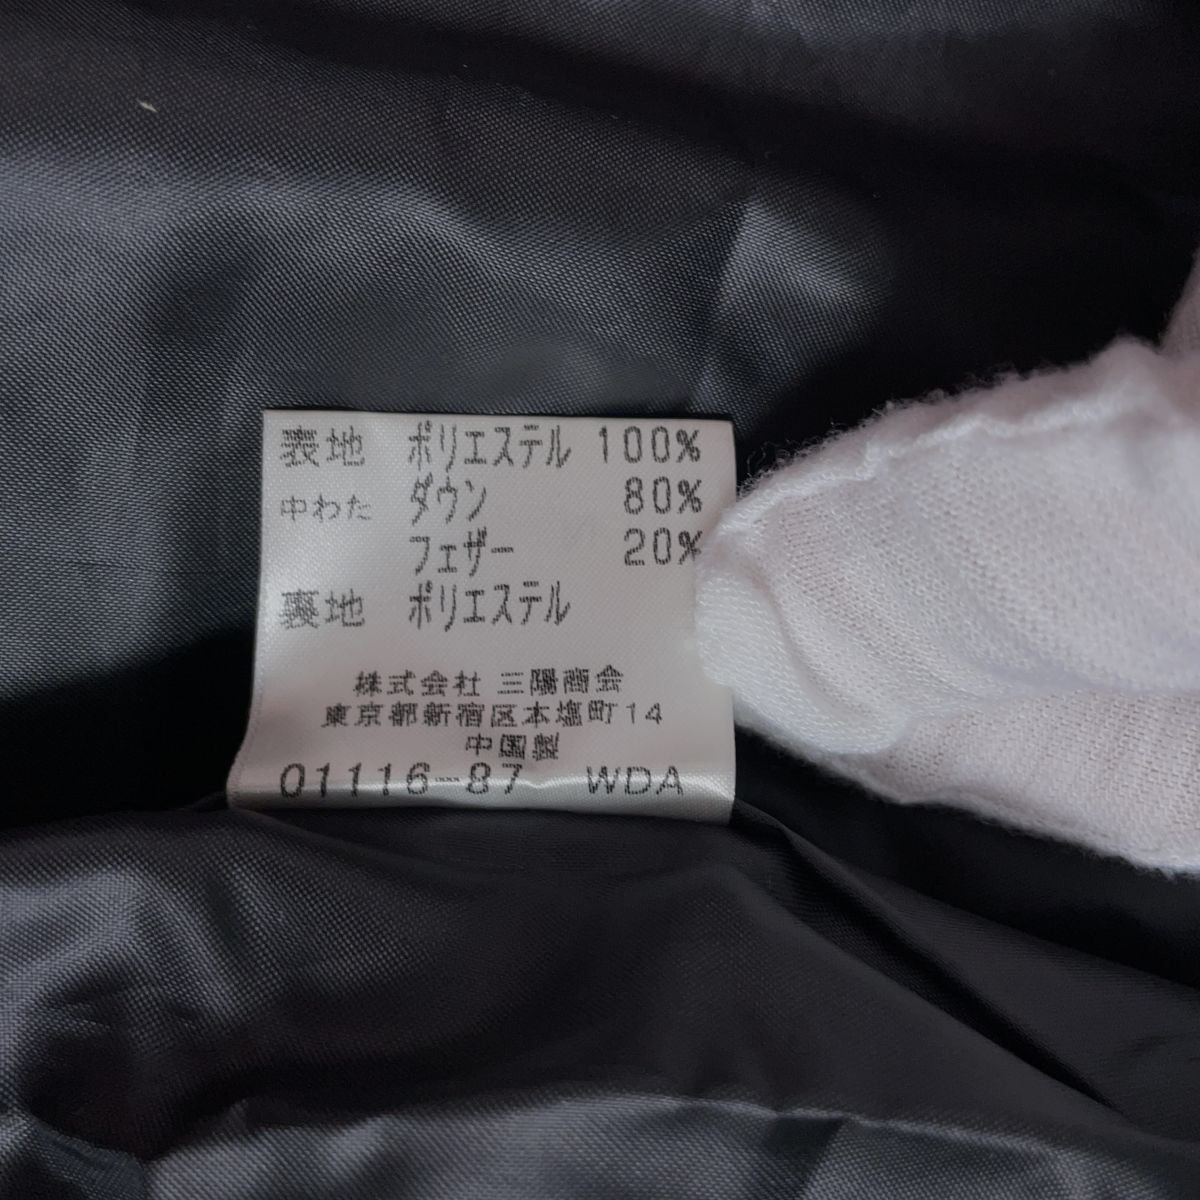 表地 ポリエステル 100%
中わた ダウン 80%
フェザー 20%
裏地 ポリエステル
株式会社 三陽商会
東京都新宿区本塩町14
中国製
01116-87 WDA